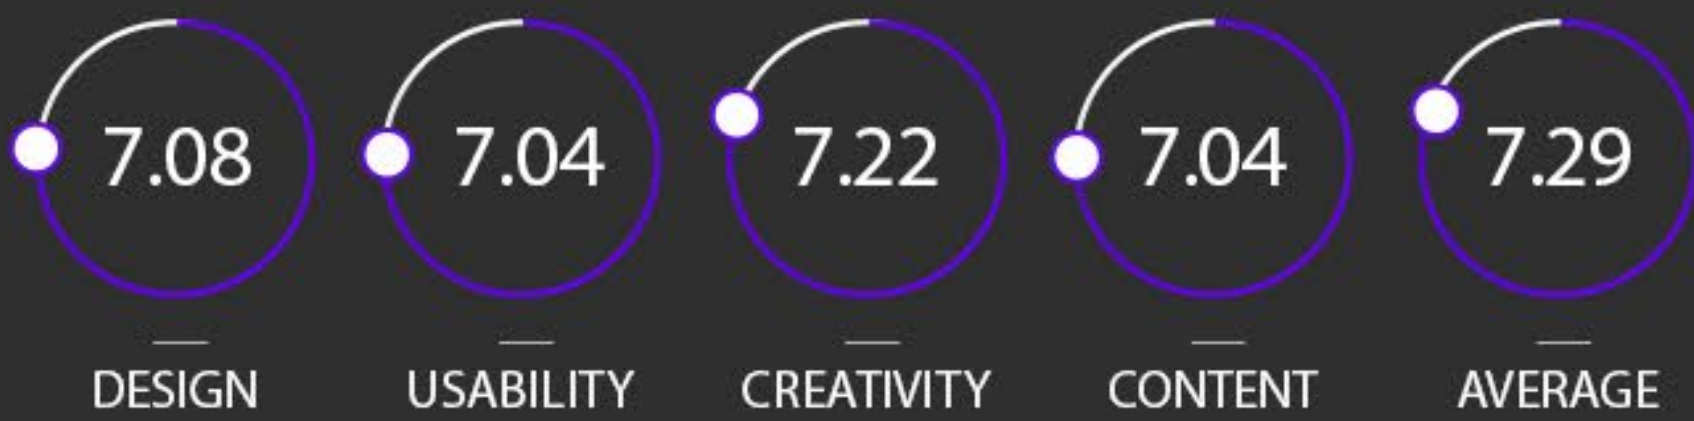 7.08 7.04 7.22 7.04 7.29
DESIGN USABILITY CREATIVITY CONTENT AVERAGE